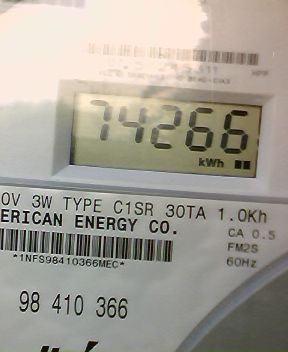 74266
kWh
0V 3W TYPE C1SR 30TA 1.0Kh
ERICAN ENERGY CO.
CA 0.5
*1NFS98410366MEC*
FM2S
60Hz
98 410 366